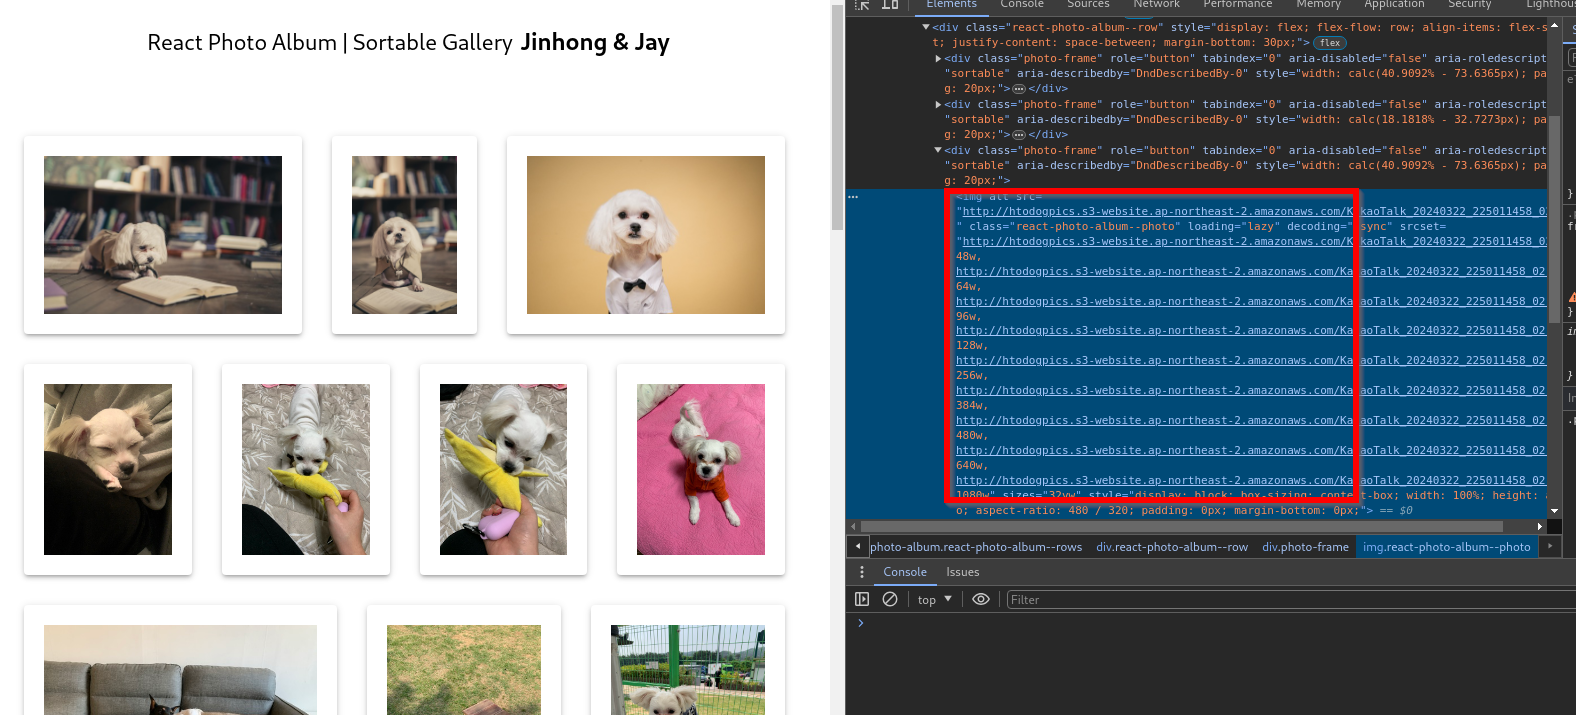 React Photo Album | Sortable Gallery Jinhong & Jay
Elements Console Sources Network Performance Memory Application Security
<div class="react-photo-album--row" style="display: flex; flex-flow: row; align-items: flex-s
t; justify-content: space-between; margin-bottom: 30px;"> flex
<div class="photo-frame" role="button" tabindex="0" aria-disabled="false" aria-roledescript
"sortable" aria-describedby="DndDescribedBy-0" style="width: calc(40.9092% - 73.6365px); pa
g: 20px;"> ⋯ </div>
<div class="photo-frame" role="button" tabindex="0" aria-disabled="false" aria-roledescript
"sortable" aria-describedby="DndDescribedBy-0" style="width: calc(18.1818% - 32.7273px); pa
g: 20px;"> ⋯ </div>
<div class="photo-frame" role="button" tabindex="0" aria-disabled="false" aria-roledescript
"sortable" aria-describedby="DndDescribedBy-0" style="width: calc(40.9092% - 73.6365px); pa
g: 20px;">
<img alt src=
"http://htodogpics.s3-website.ap-northeast-2.amazonaws.com/KakaoTalk_20240322_225011458_0
" class="react-photo-album--photo" loading="lazy" decoding="async" srcset=
"http://htodogpics.s3-website.ap-northeast-2.amazonaws.com/KakaoTalk_20240322_225011458_0
48w,
http://htodogpics.s3-website.ap-northeast-2.amazonaws.com/KakaoTalk_20240322_225011458_02
64w,
http://htodogpics.s3-website.ap-northeast-2.amazonaws.com/KakaoTalk_20240322_225011458_02
96w,
http://htodogpics.s3-website.ap-northeast-2.amazonaws.com/KakaoTalk_20240322_225011458_02
128w,
http://htodogpics.s3-website.ap-northeast-2.amazonaws.com/KakaoTalk_20240322_225011458_02
256w,
http://htodogpics.s3-website.ap-northeast-2.amazonaws.com/KakaoTalk_20240322_225011458_02
384w,
http://htodogpics.s3-website.ap-northeast-2.amazonaws.com/KakaoTalk_20240322_225011458_02
480w,
http://htodogpics.s3-website.ap-northeast-2.amazonaws.com/KakaoTalk_20240322_225011458_02
640w,
http://htodogpics.s3-website.ap-northeast-2.amazonaws.com/KakaoTalk_20240322_225011458_02
1080w" sizes="32vw" style="display: block; box-sizing: content-box; width: 100%; height:
o; aspect-ratio: 480 / 320; padding: 0px; margin-bottom: 0px;"> == $0
photo-album.react-photo-album--rows div.react-photo-album--row div.photo-frame img.react-photo-album--photo
Console Issues
top Filter